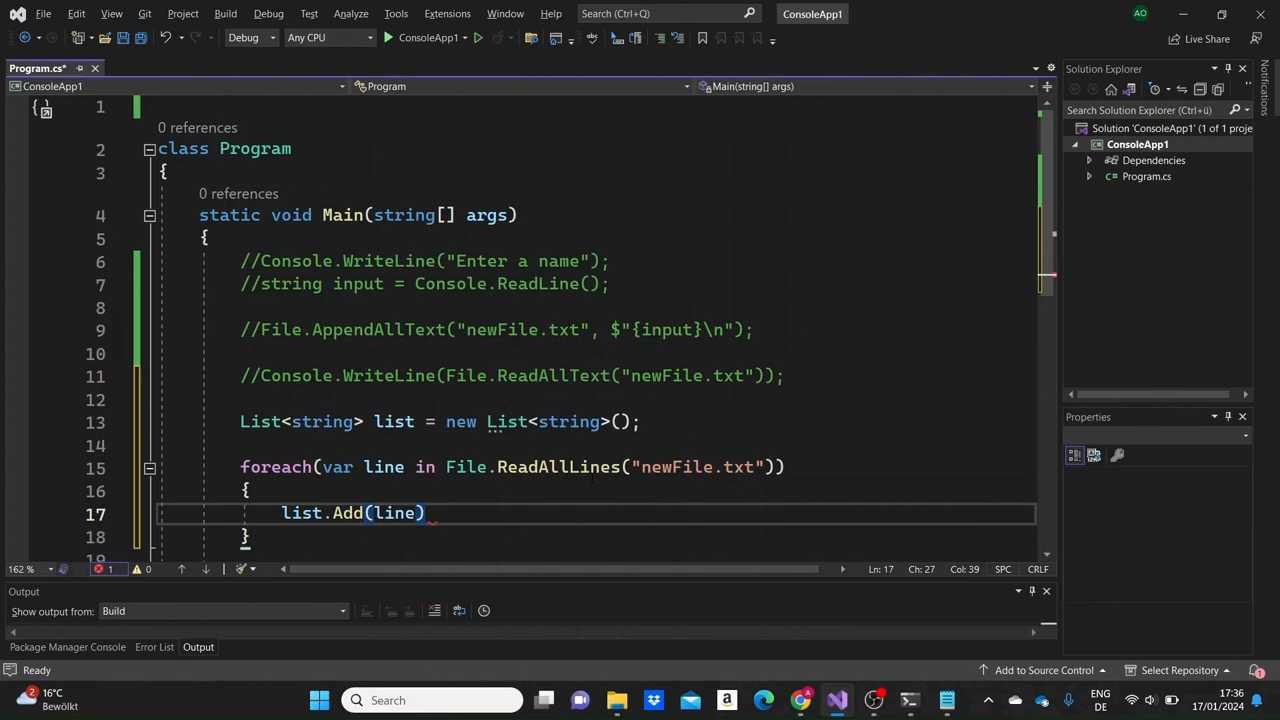 File Edit View Git Project Build Debug Test Analyze Tools Extensions Window Help Search (Ctrl+Q) ConsoleApp1 AO
Debug Any CPU ConsoleApp1 Live Share
Program.cs*
ConsoleApp1 Program Main(string[] args)
1
0 references
2 class Program
3 {
0 references
4 static void Main(string[] args)
5 {
6 //Console.WriteLine("Enter a name");
7 //string input = Console.ReadLine();
8
9 //File.AppendAllText("newFile.txt", $"{input}\n");
10
11 //Console.WriteLine(File.ReadAllText("newFile.txt"));
12
13 List<string> list = new List<string>();
14
15 foreach(var line in File.ReadAllLines("newFile.txt"))
16 {
17 list.Add(line)
18 }
19
162 % 1 0 Ln: 17 Ch: 27 Col: 39 SPC CRLF
Output
Show output from: Build
Package Manager Console Error List Output
Ready Add to Source Control Select Repository 1
Solution Explorer
Search Solution Explorer (Ctrl+ü)
Solution 'ConsoleApp1' (1 of 1 proje
ConsoleApp1
Dependencies
Program.cs
Properties
Notifications
2 16°C
Bewölkt
Search
ENG
DE
17:36
17/01/2024